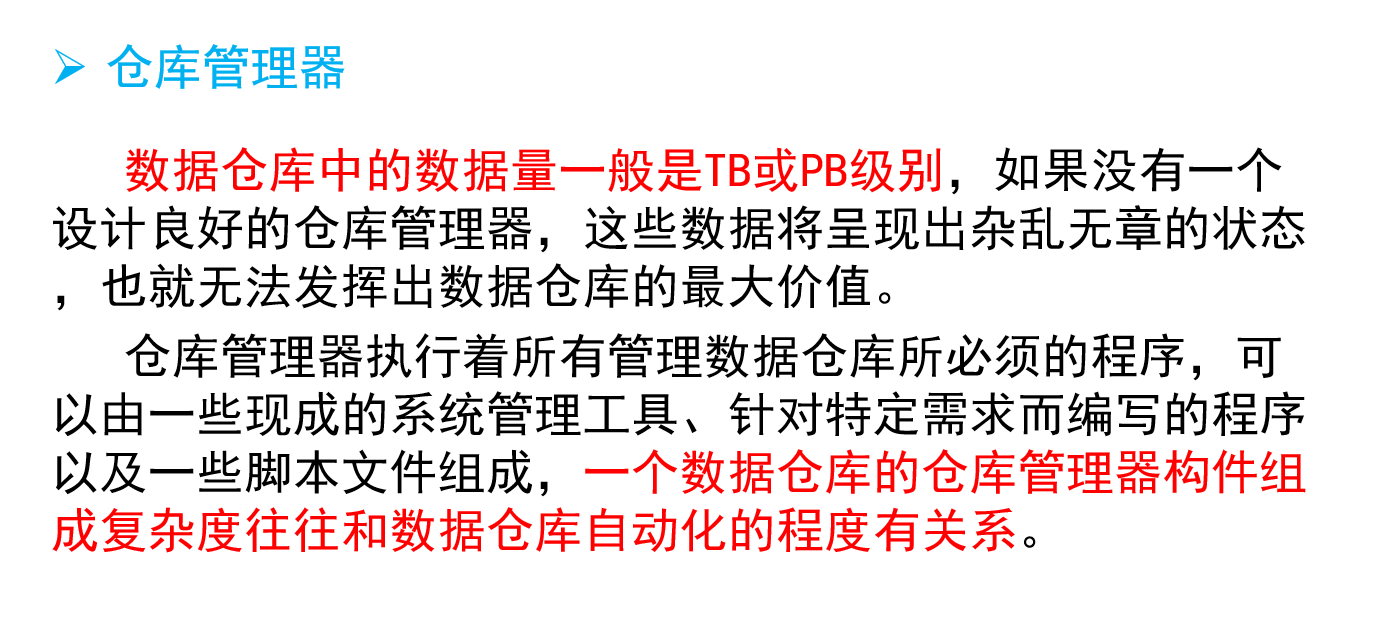 ➢ 仓库管理器
数据仓库中的数据量一般是TB或PB级别，如果没有一个
设计良好的仓库管理器，这些数据将呈现出杂乱无章的状态
，也就无法发挥出数据仓库的最大价值。
仓库管理器执行着所有管理数据仓库所必须的程序，可
以由一些现成的系统管理工具、针对特定需求而编写的程序
以及一些脚本文件组成，一个数据仓库的仓库管理器构件组
成复杂度往往和数据仓库自动化的程度有关系。